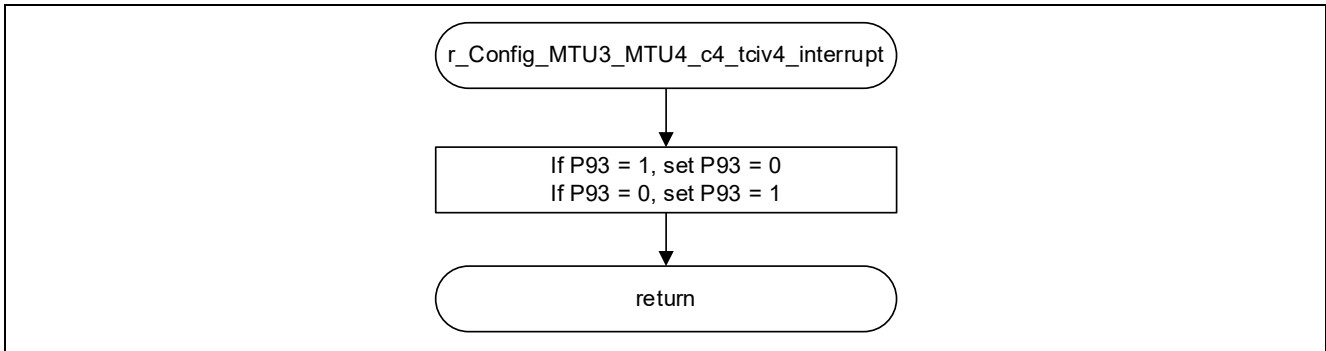 r_Config_MTU3_MTU4_c4_tciv4_interrupt
If P93 = 1, set P93 = 0
If P93 = 0, set P93 = 1
return